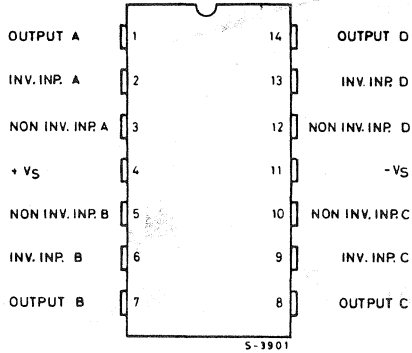 OUTPUT A 1 14 OUTPUT D
INV. INP. A 2 13 INV. INP. D
NON INV. INP. A 3 12 NON INV. INP. D
+ VS 4 11 -VS
NON INV. INP. B 5 10 NON INV. INP. C
INV. INP. B 6 9 INV. INP. C
OUTPUT B 7 8 OUTPUT C
S-3901